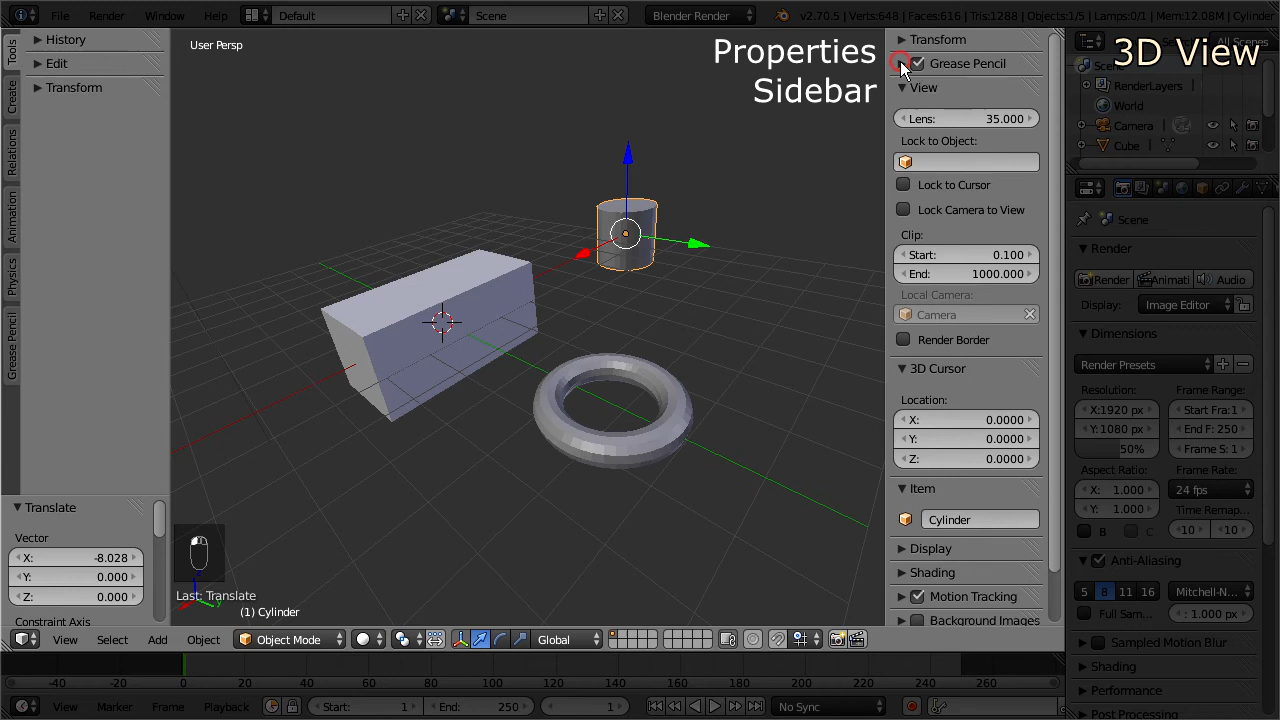 File Render Window Help Default Scene Blender Render v2.70.5 | Verts:648 | Faces:616 | Tris:1288 | Objects:1/5 | Lamps:0/1 | Mem:12.08M | Cylinder
Tools
Create
Relations
Animation
Physics
Grease Pencil
History
Edit
Transform
Translate
Vector
X: -8.028
Y: 0.000
Z: 0.000
Constraint Axis
User Persp
Properties
Sidebar
Last: Translate
(1) Cylinder
Transform
Grease Pencil
View
Lens: 35.000
Lock to Object:
Lock to Cursor
Lock Camera to View
Clip:
Start: 0.100
End: 1000.000
Local Camera:
Camera
Render Border
3D Cursor
Location:
X: 0.0000
Y: 0.0000
Z: 0.0000
Item
Cylinder
Display
Shading
Motion Tracking
Background Images
3D View
View All Scenes
Scene
RenderLayers
World
Camera
Cube
Scene
Render
Render Animati Audio
Display: Image Editor
Dimensions
Render Presets
Resolution: Frame Range:
X:1920 px Start Fra:1
Y: 1080 px End F: 250
50% Frame S: 1
Aspect Ratio: Frame Rate:
X: 1.000 24 fps
Y: 1.000 Time Remap...
B C 10 10
Anti-Aliasing
5 8 11 16 Mitchell-N...
Full Sam... : 1.000 px
Sampled Motion Blur
Shading
Performance
Post Processing
View Select Add Object Object Mode Global
-40 -20 0 20 40 60 80 100 120 140 160 180 200 220 240 260
View Marker Frame Playback Start: 1 End: 250 1 No Sync